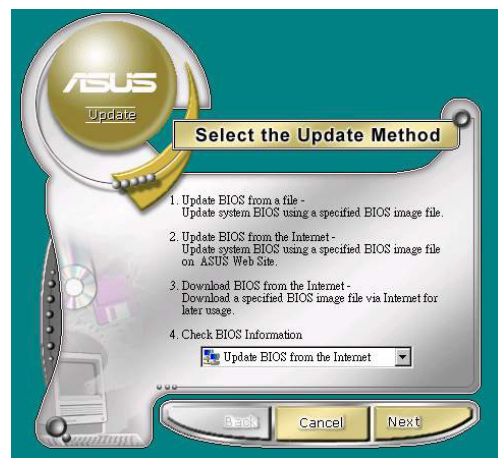 ASUS
Update
Select the Update Method
1. Update BIOS from a file -
Update system BIOS using a specified BIOS image file.
2. Update BIOS from the Internet -
Update system BIOS using a specified BIOS image file
on ASUS Web Site.
3. Download BIOS from the Internet -
Download a specified BIOS image file via Internet for
later usage.
4. Check BIOS Information
Update BIOS from the Internet
Back
Cancel
Next